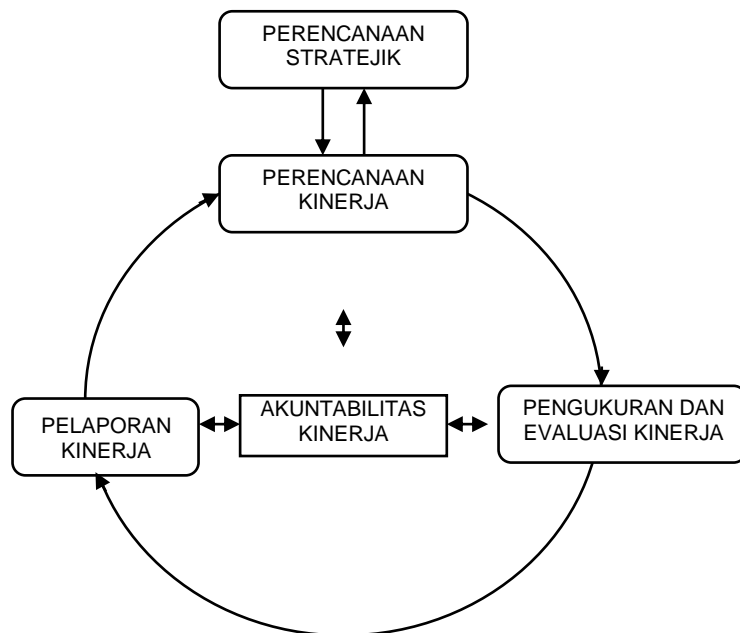 PERENCANAAN
STRATEJIK
PERENCANAAN
KINERJA
PELAPORAN
KINERJA
AKUNTABILITAS
KINERJA
PENGUKURAN DAN
EVALUASI KINERJA